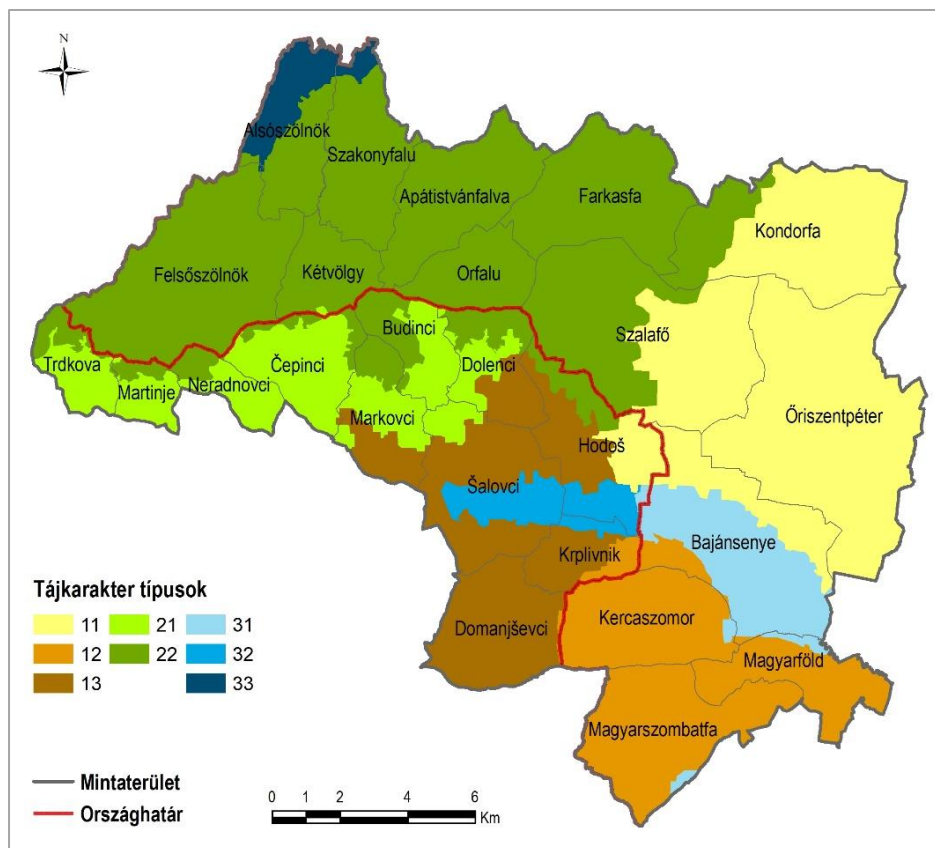 N
Alsószölnök
Szakonyfalu
Apátistvánfalva
Farkasfa
Kondorfa
Felsőszölnök
Kétvölgy
Orfalu
Szalafő
Budinci
Trdkova
Čepinci
Dolenci
Martinje
Neradnovci
Markovci
Őriszentpéter
Hodoš
Šalovci
Bajánsenye
Krplivnik
Kercaszomor
Domanjševci
Magyarföld
Magyarszombatfa
Tájkarakter típusok
11 21 31
12 22 32
13 33
Mintaterület
Országhatár
0 1 2 4 6
Km